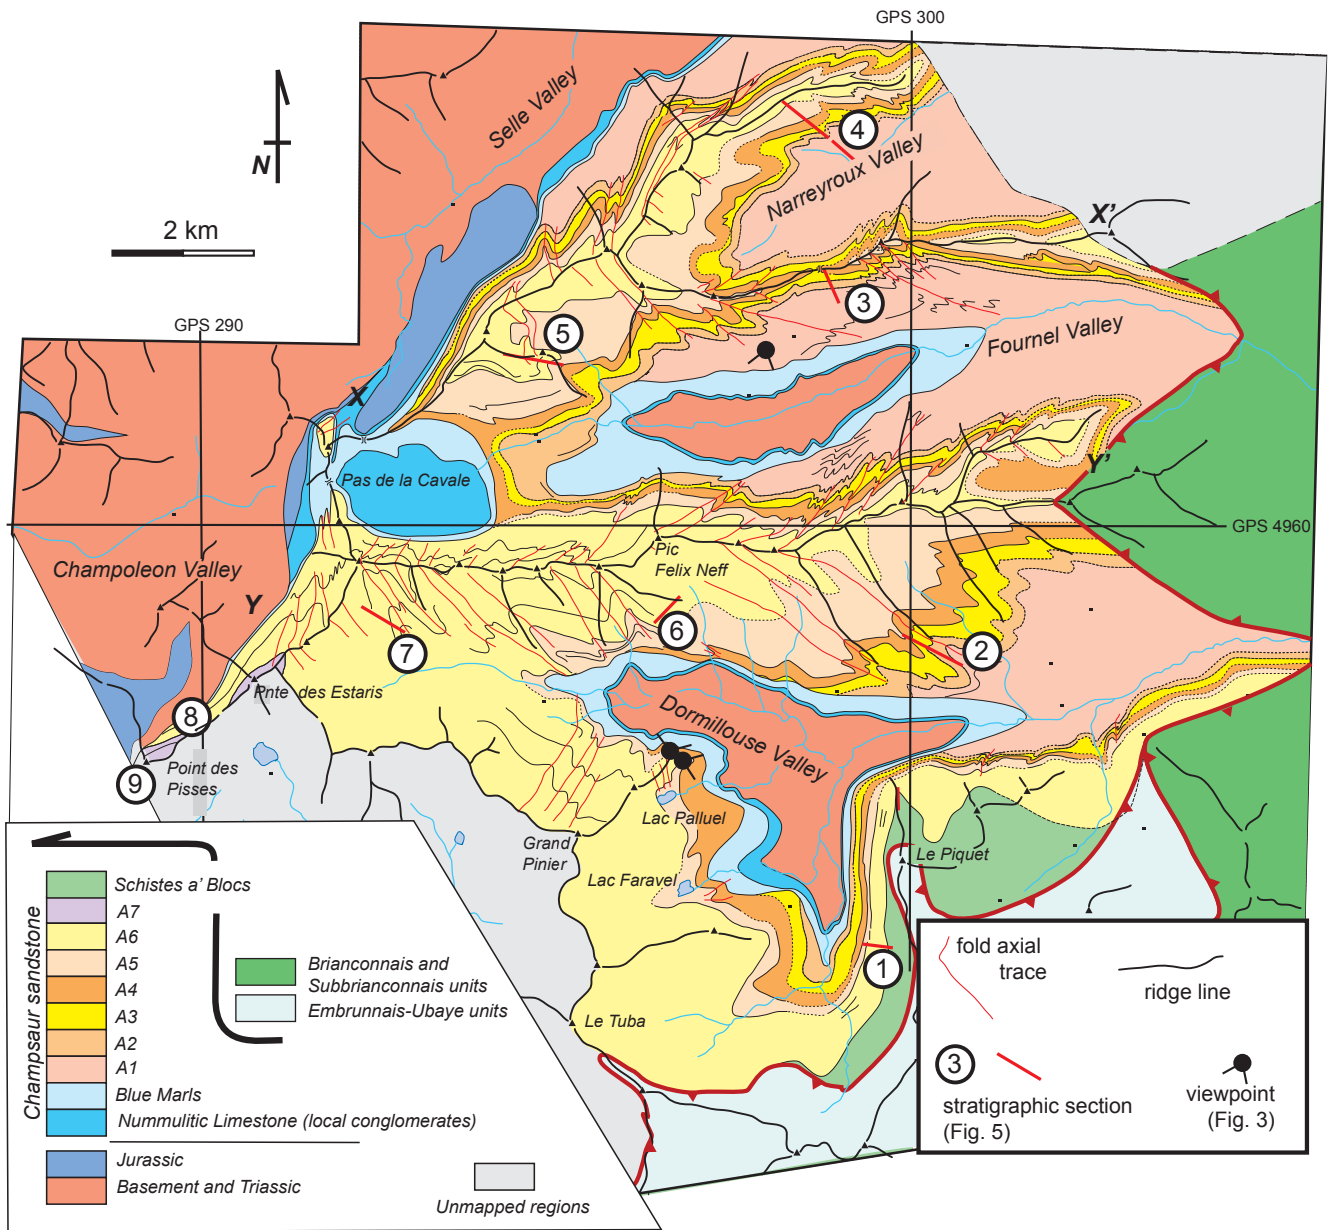 GPS 300
Selle Valley
4
Narreyroux Valley
N
X'
2 km
3
GPS 290
5
Fournel Valley
X
Pas de la Cavale
Y'
GPS 4960
Pic
Felix Neff
Champoleon Valley
Y
6
7
2
Pnte des Estaris
8
Dormillouse Valley
9
Point des
Pisses
Lac Palluel
Grand
Pinier
Le Piquet
Lac Faravel
1
Le Tuba
Champsaur sandstone
Schistes a' Blocs
A7
A6
A5
A4
A3
A2
A1
Blue Marls
Nummulitic Limestone (local conglomerates)
Jurassic
Basement and Triassic
Brianconnais and
Subbrianconnais units
Embrunnais-Ubaye units
Unmapped regions
fold axial
trace
ridge line
3
stratigraphic section
(Fig. 5)
viewpoint
(Fig. 3)